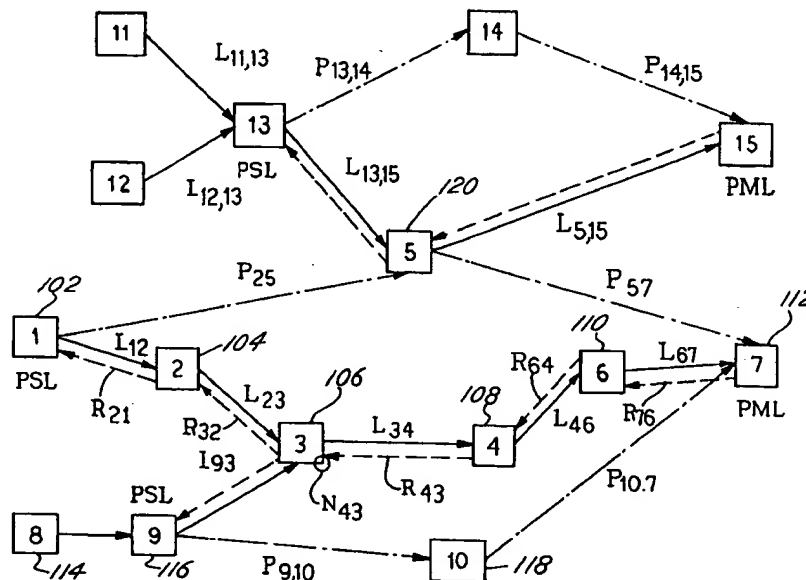 11
L11,13
P13,14
14
P14,15
13
15
12
PSL
L12,13
L13,15
120
PML
5
L5,15
P25
P57
102
112
1
L12
104
110
2
L67
7
PSL
R21
L23
106
R64
6
R32
108
L46
R76
PML
3
L34
4
L93
R43
N43
P10.7
PSL
8
9
P9,10
10
114
116
118